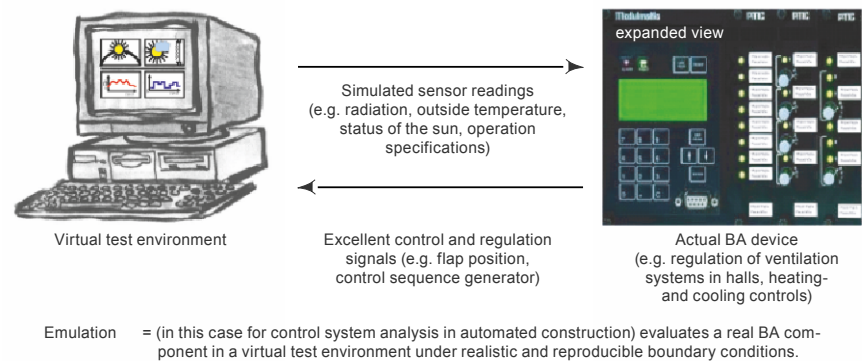 expanded view
Simulated sensor readings
(e.g. radiation, outside temperature,
status of the sun, operation
specifications)
Virtual test environment
Excellent control and regulation
signals (e.g. flap position,
control sequence generator)
Actual BA device
(e.g. regulation of ventilation
systems in halls, heating-
and cooling controls)
Emulation = (in this case for control system analysis in automated construction) evaluates a real BA com-
ponent in a virtual test environment under realistic and reproducible boundary conditions.